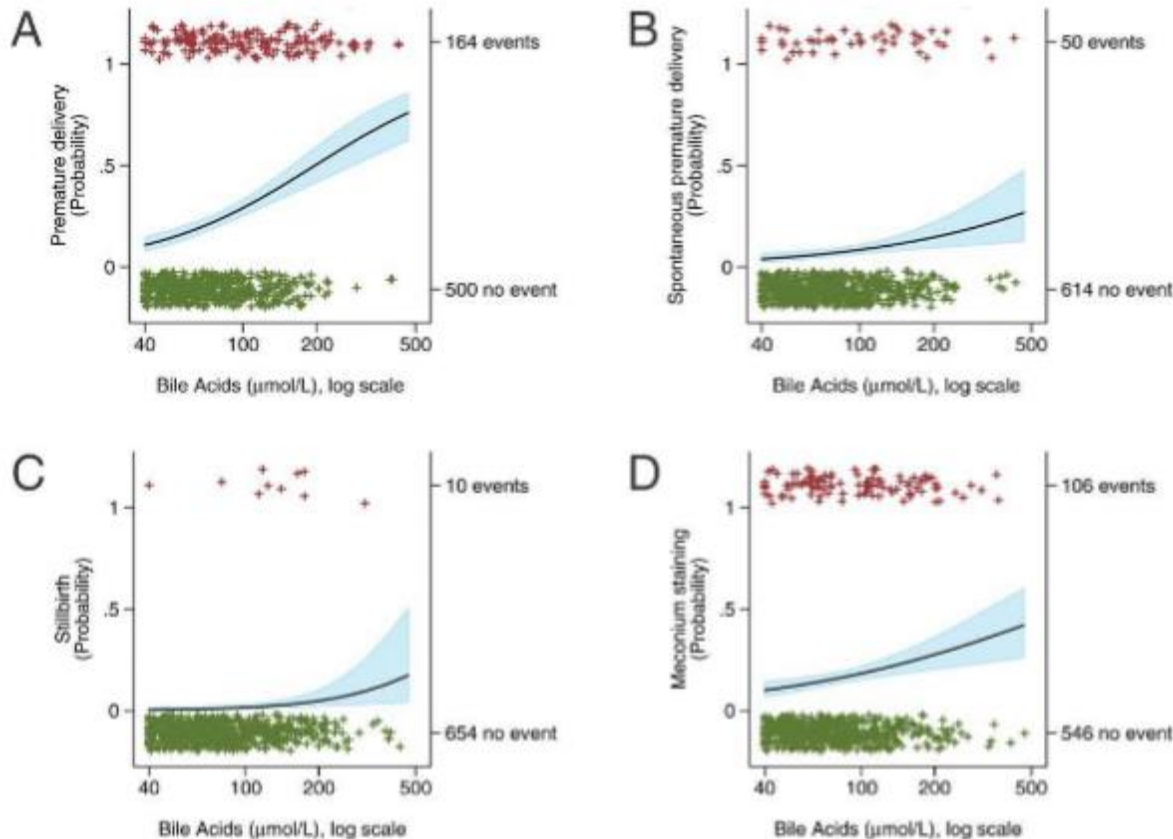 A
Premature delivery
(Probability)
1
.5
0
164 events
500 no event
40 100 200 500
Bile Acids (µmol/L), log scale
B
Spontaneous premature delivery
(Probability)
1
.5
0
50 events
614 no event
40 100 200 500
Bile Acids (µmol/L), log scale
C
Stillbirth
(Probability)
1
.5
0
10 events
654 no event
40 100 200 500
Bile Acids (µmol/L), log scale
D
Meconium staining
(Probability)
1
.5
0
106 events
546 no event
40 100 200 500
Bile Acids (µmol/L), log scale